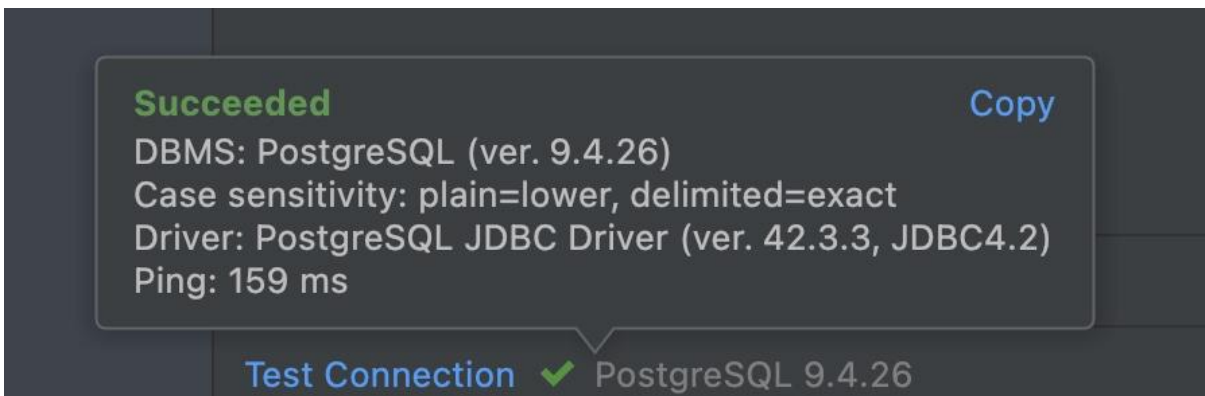 Succeeded Copy
DBMS: PostgreSQL (ver. 9.4.26)
Case sensitivity: plain=lower, delimited=exact
Driver: PostgreSQL JDBC Driver (ver. 42.3.3, JDBC4.2)
Ping: 159 ms
Test Connection ✔ PostgreSQL 9.4.26